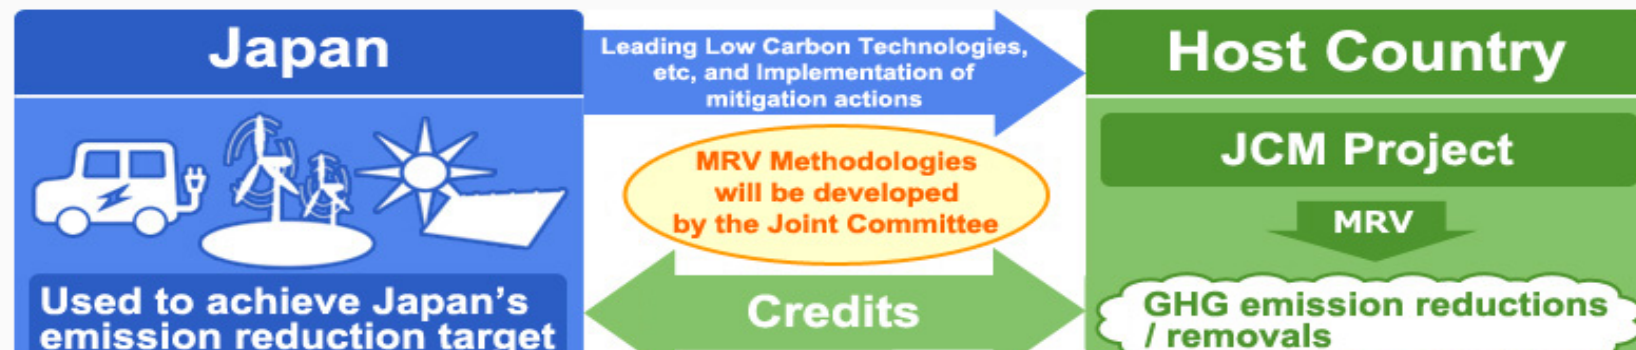 Japan
Leading Low Carbon Technologies,
etc, and Implementation of
mitigation actions
Host Country
MRV Methodologies
will be developed
by the Joint Committee
JCM Project
MRV
Used to achieve Japan's
emission reduction target
Credits
GHG emission reductions
/ removals